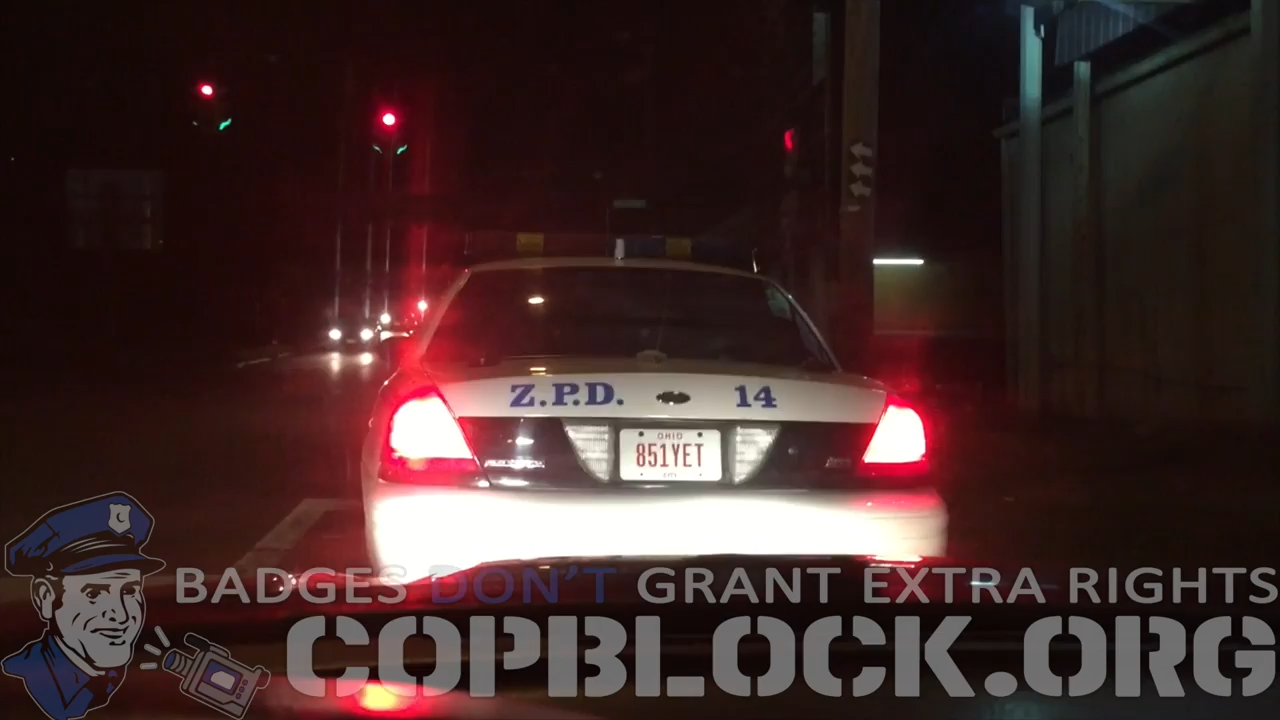 Z.P.D. 14
OHIO
851YET
BADGES DON'T GRANT EXTRA RIGHTS
COPBLOCK.ORG